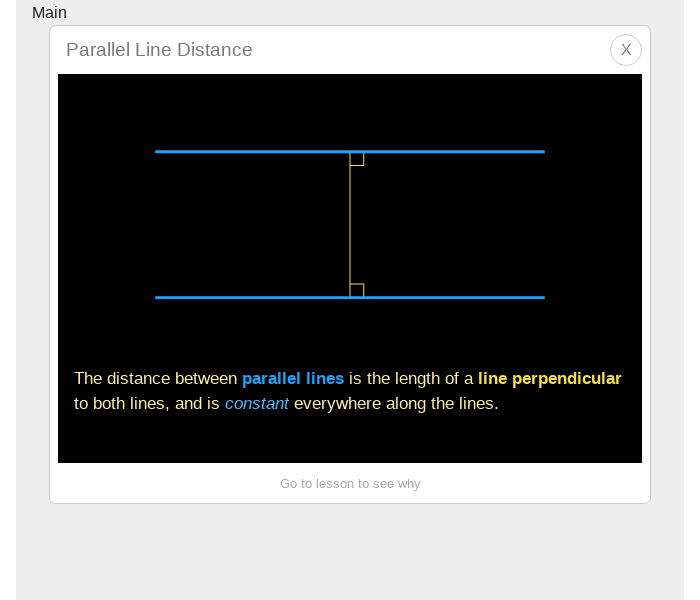 Main
Parallel Line Distance
X
The distance between parallel lines is the length of a line perpendicular
to both lines, and is constant everywhere along the lines.
Go to lesson to see why